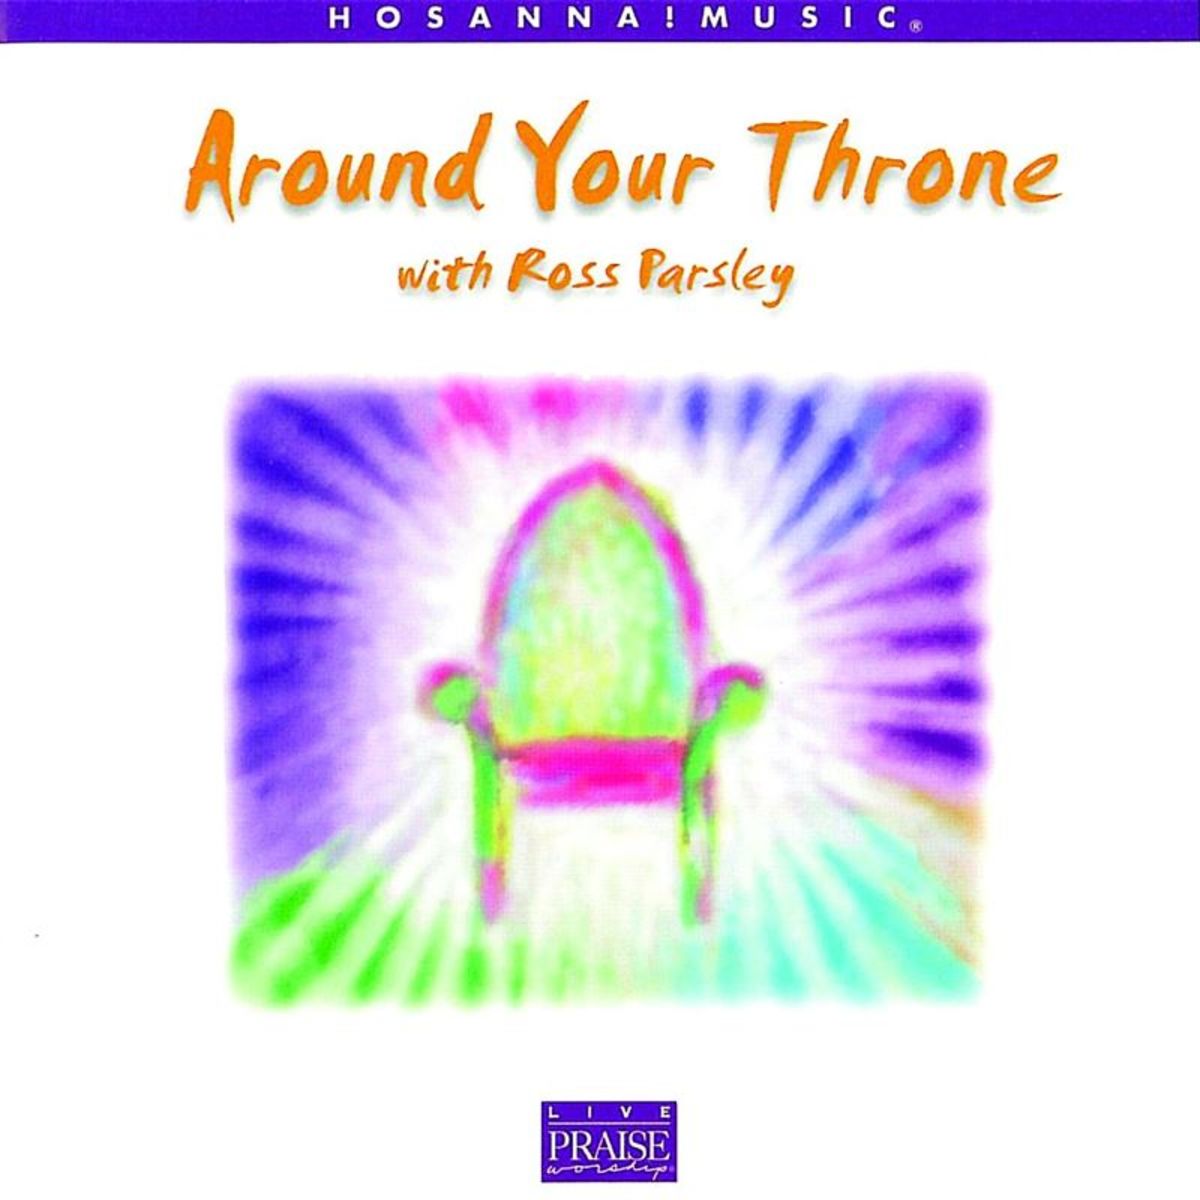 HOSANNA! MUSIC®
Around Your Throne
with Ross Parsley
LIVE
PRAISE
worship®